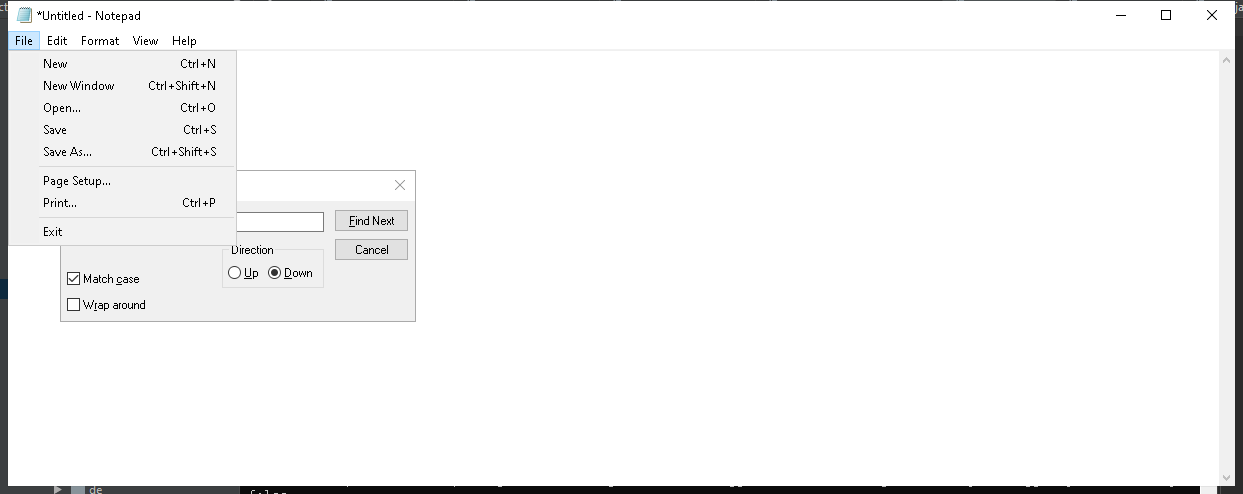 *Untitled - Notepad
File Edit Format View Help
New Ctrl+N
New Window Ctrl+Shift+N
Open... Ctrl+O
Save Ctrl+S
Save As... Ctrl+Shift+S
Page Setup...
Print... Ctrl+P
Exit
Find Next
Cancel
Direction
Up Down
Match case
Wrap around
de